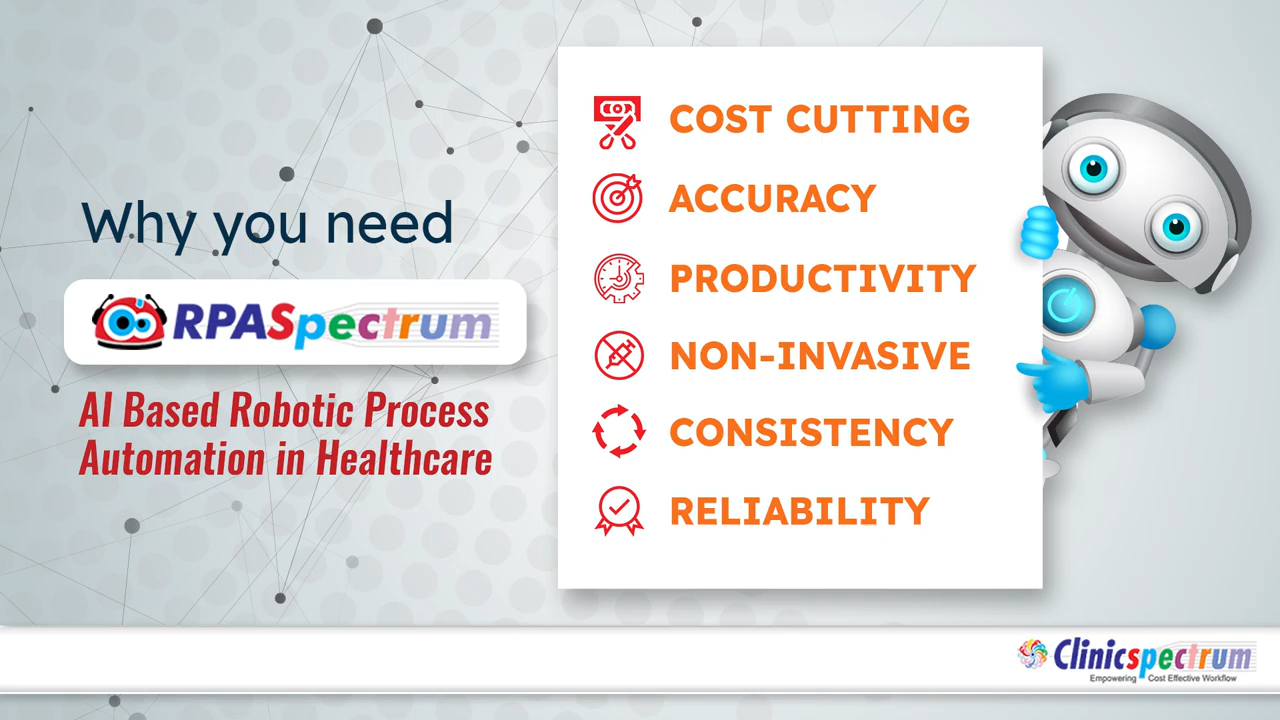 Why you need
RPASpectrum
AI Based Robotic Process
Automation in Healthcare
COST CUTTING
ACCURACY
PRODUCTIVITY
NON-INVASIVE
CONSISTENCY
RELIABILITY
Clinicspectrum
Empowering Cost Effective Workflow